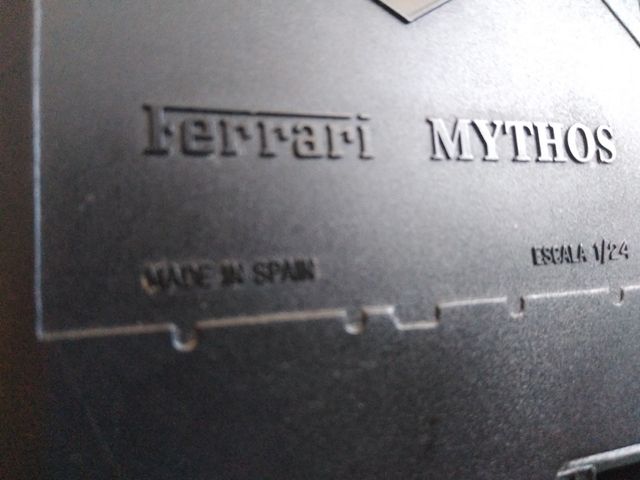 Ferrari MYTHOS
MADE IN SPAIN ESCALA 1/24